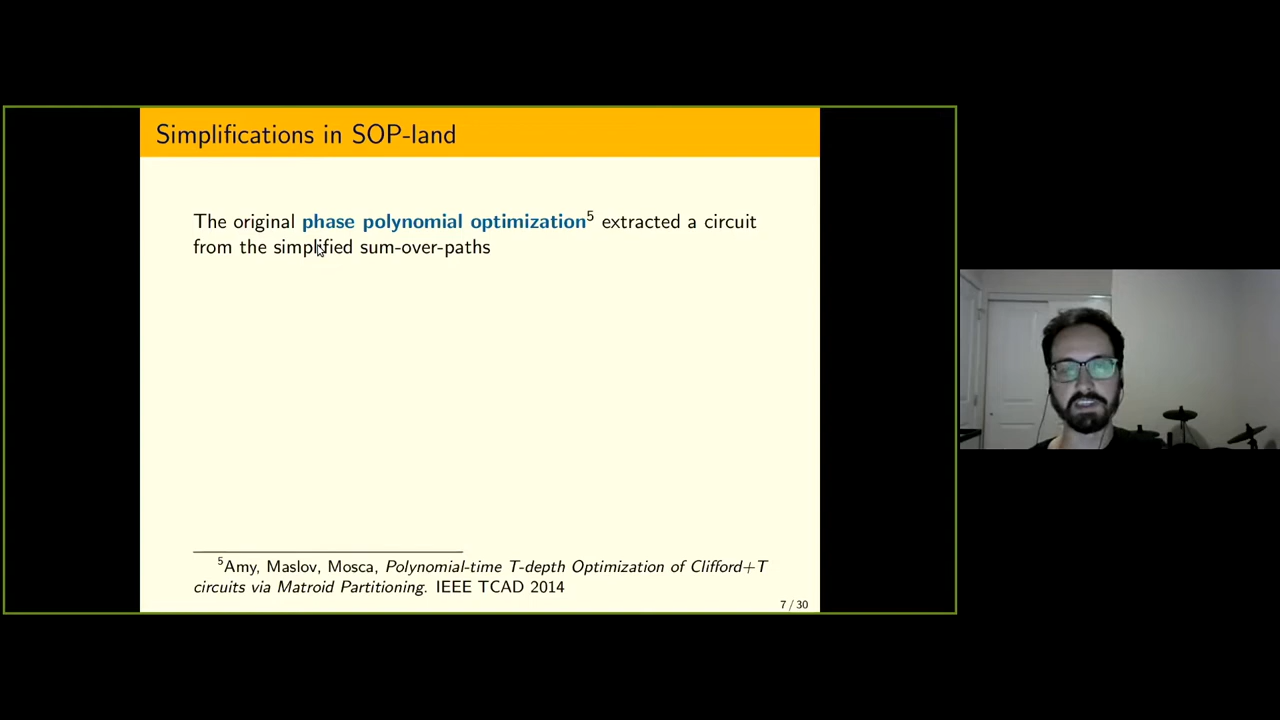 Simplifications in SOP-land
The original phase polynomial optimization5 extracted a circuit
from the simplified sum-over-paths
5Amy, Maslov, Mosca, Polynomial-time T-depth Optimization of Clifford+T
circuits via Matroid Partitioning. IEEE TCAD 2014
7 / 30